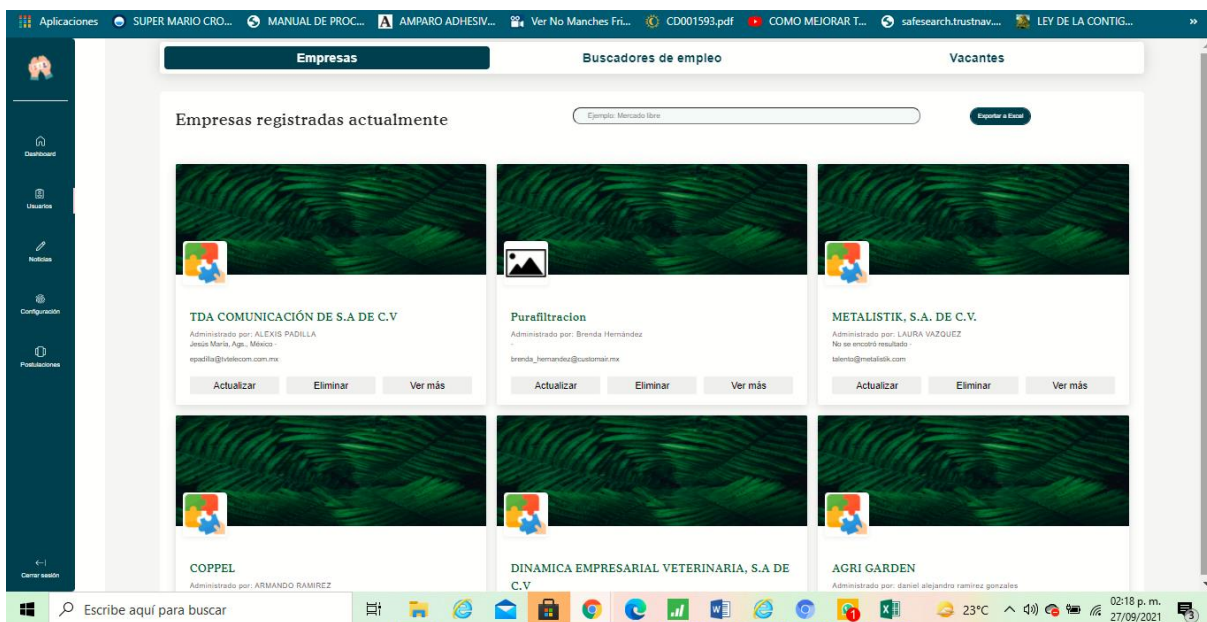 Aplicaciones SUPER MARIO CRO... MANUAL DE PROC... AMPARO ADHESIV... Ver No Manches Fri... CD001593.pdf COMO MEJORAR T... safesearch.trustnav.... LEY DE LA CONTIG... »
Empresas Buscadores de empleo Vacantes
Empresas registradas actualmente Ejemplo: Mercado libre Exportar a Excel
Dashboard
Usuarios
Noticias
Configuración
Postulaciones
Cerrar sesión
TDA COMUNICACIÓN DE S.A DE C.V
Administrado por: ALEXIS PADILLA
Jesús María, Ags., México -
epadilla@tvtelecom.com.mx
Actualizar Eliminar Ver más
Purafiltracion
Administrado por: Brenda Hernández
-
brenda_hernandez@customair.mx
Actualizar Eliminar Ver más
METALISTIK, S.A. DE C.V.
Administrado por: LAURA VAZQUEZ
No se encotró resultado -
talento@metalistik.com
Actualizar Eliminar Ver más
COPPEL
Administrado por: ARMANDO RAMIREZ
DINAMICA EMPRESARIAL VETERINARIA, S.A DE
C.V
AGRI GARDEN
Administrado por: daniel alejandro ramirez gonzales
Escribe aquí para buscar 23°C 02:18 p. m.
27/09/2021 3